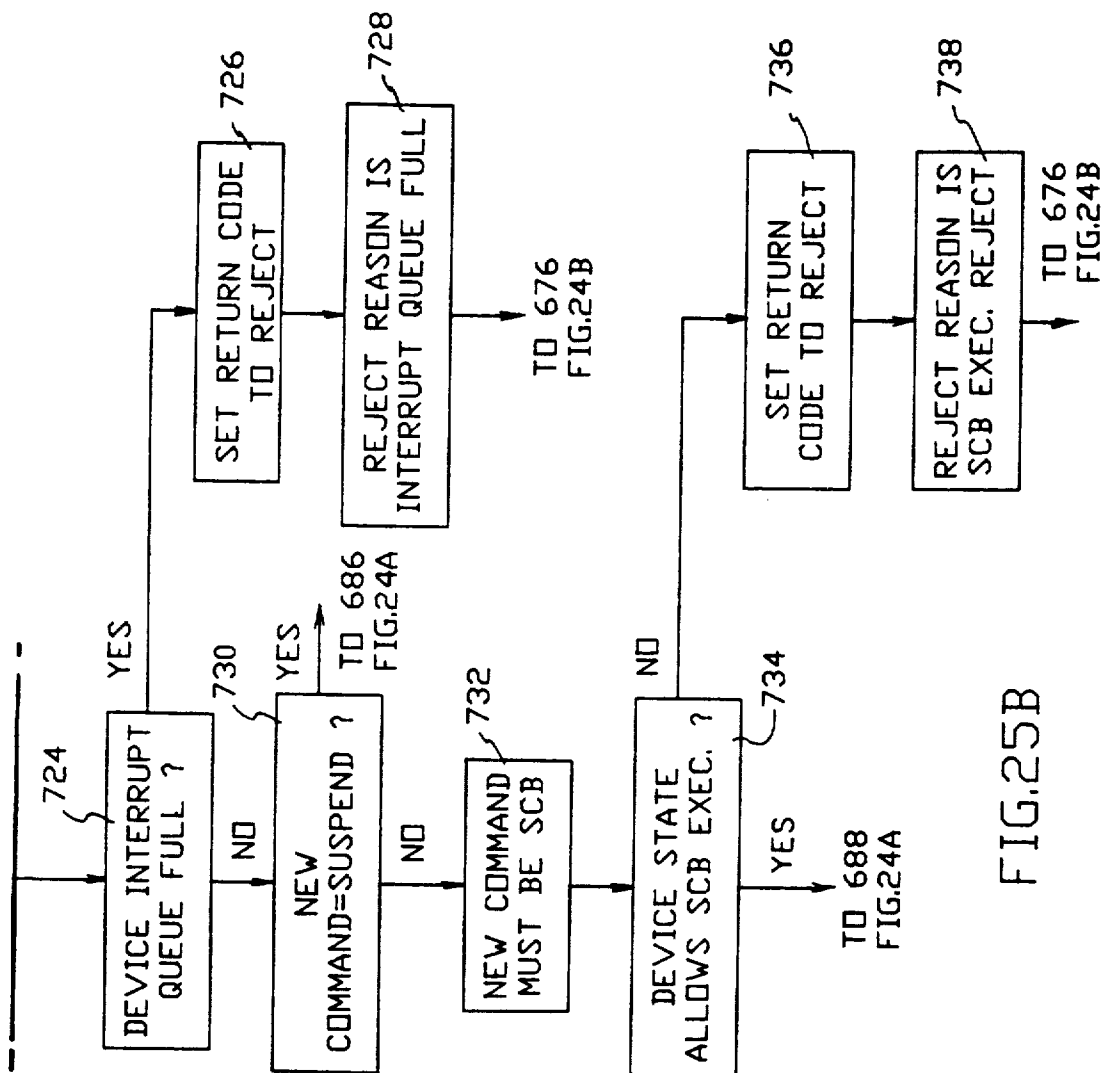 724
DEVICE INTERRUPT
QUEUE FULL ?
YES
726
SET RETURN CODE
TO REJECT
728
REJECT REASON IS
INTERRUPT QUEUE FULL
TO 676
FIG.24B
NO
730
NEW
COMMAND=SUSPEND ?
YES
TO 686
FIG.24A
NO
732
NEW COMMAND
MUST BE SCB
DEVICE STATE
ALLOWS SCB EXEC. ?
734
NO
736
SET RETURN
CODE TO REJECT
738
REJECT REASON IS
SCB EXEC. REJECT
TO 676
FIG.24B
YES
TO 688
FIG.24A
FIG.25B